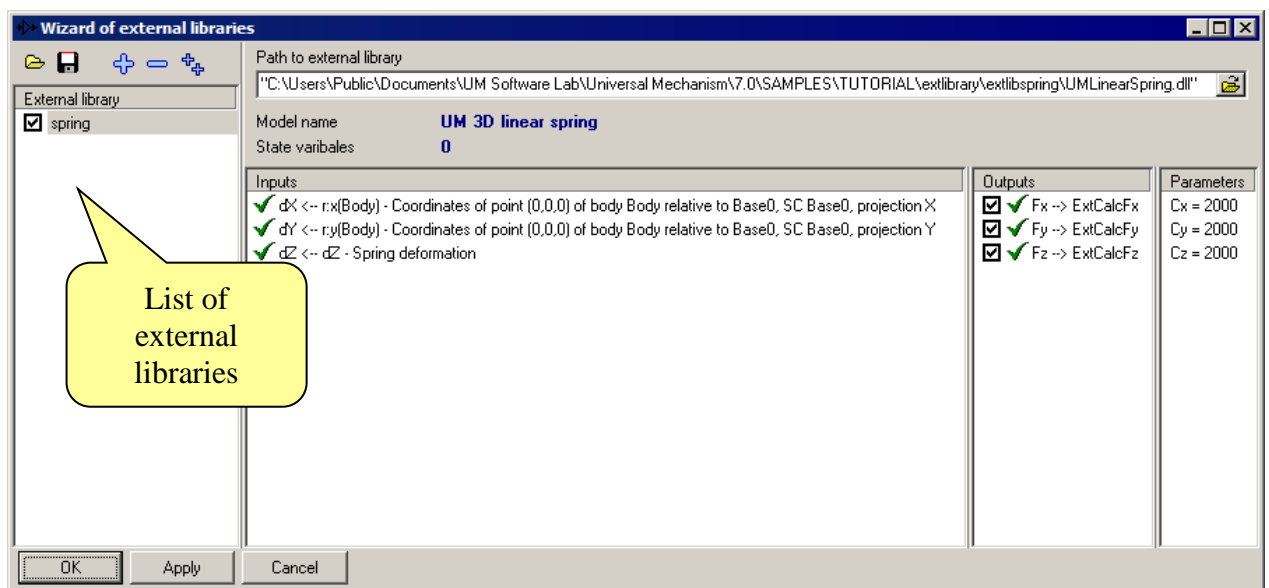 Wizard of external libraries
Path to external library
"C:\Users\Public\Documents\UM Software Lab\Universal Mechanism\7.0\SAMPLES\TUTORIAL\extlibrary\extlibspring\UMLinearSpring.dll"
External library
spring
Model name UM 3D linear spring
State varibales 0
Inputs
dX <-- r:x(Body) - Coordinates of point (0,0,0) of body Body relative to Base0, SC Base0, projection X
dY <-- r:y(Body) - Coordinates of point (0,0,0) of body Body relative to Base0, SC Base0, projection Y
dZ <-- dZ - Spring deformation
Outputs
Fx --> ExtCalcFx
Fy --> ExtCalcFy
Fz --> ExtCalcFz
Parameters
Cx = 2000
Cy = 2000
Cz = 2000
List of
external
libraries
OK Apply Cancel